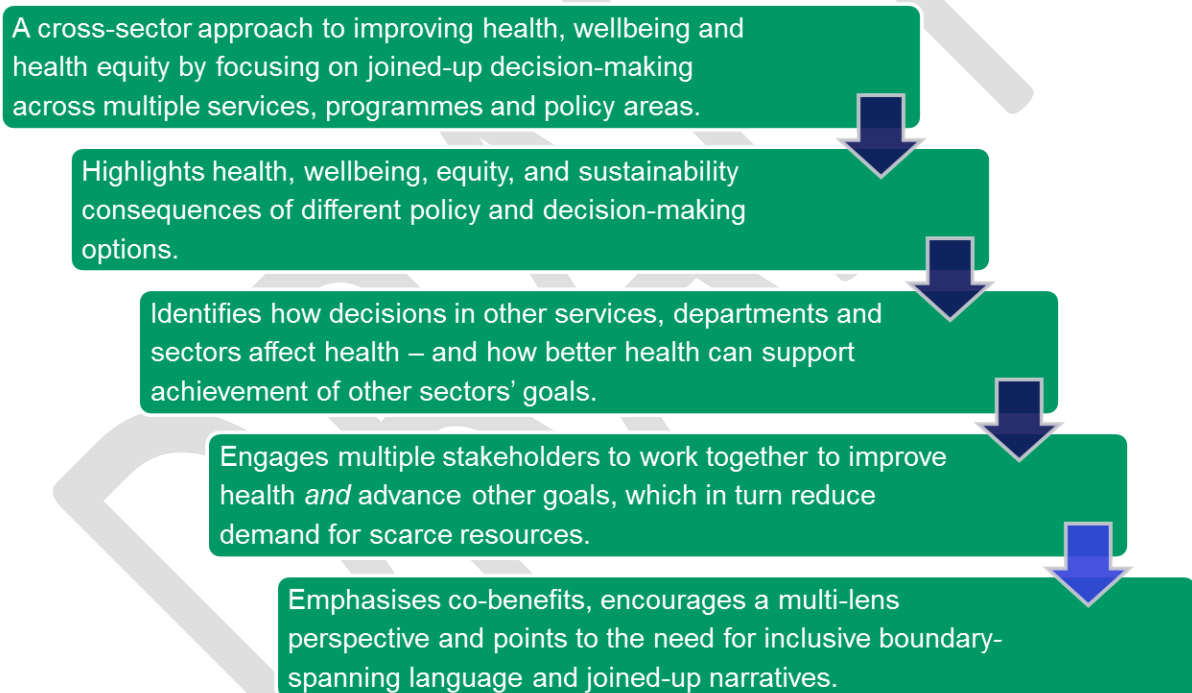 A cross-sector approach to improving health, wellbeing and
health equity by focusing on joined-up decision-making
across multiple services, programmes and policy areas.
Highlights health, wellbeing, equity, and sustainability
consequences of different policy and decision-making
options.
Identifies how decisions in other services, departments and
sectors affect health – and how better health can support
achievement of other sectors’ goals.
Engages multiple stakeholders to work together to improve
health and advance other goals, which in turn reduce
demand for scarce resources.
Emphasises co-benefits, encourages a multi-lens
perspective and points to the need for inclusive boundary-
spanning language and joined-up narratives.